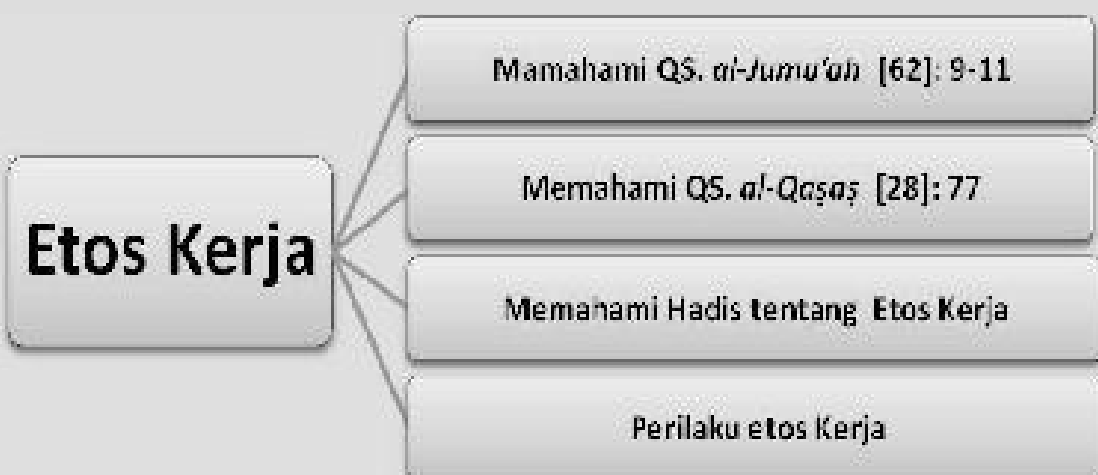 Etos Kerja
Mamahami QS. al-Jumu'ah [62]: 9-11
Memahami QS. al-Qaṣaṣ [28]: 77
Memahami Hadis tentang Etos Kerja
Perilaku etos Kerja